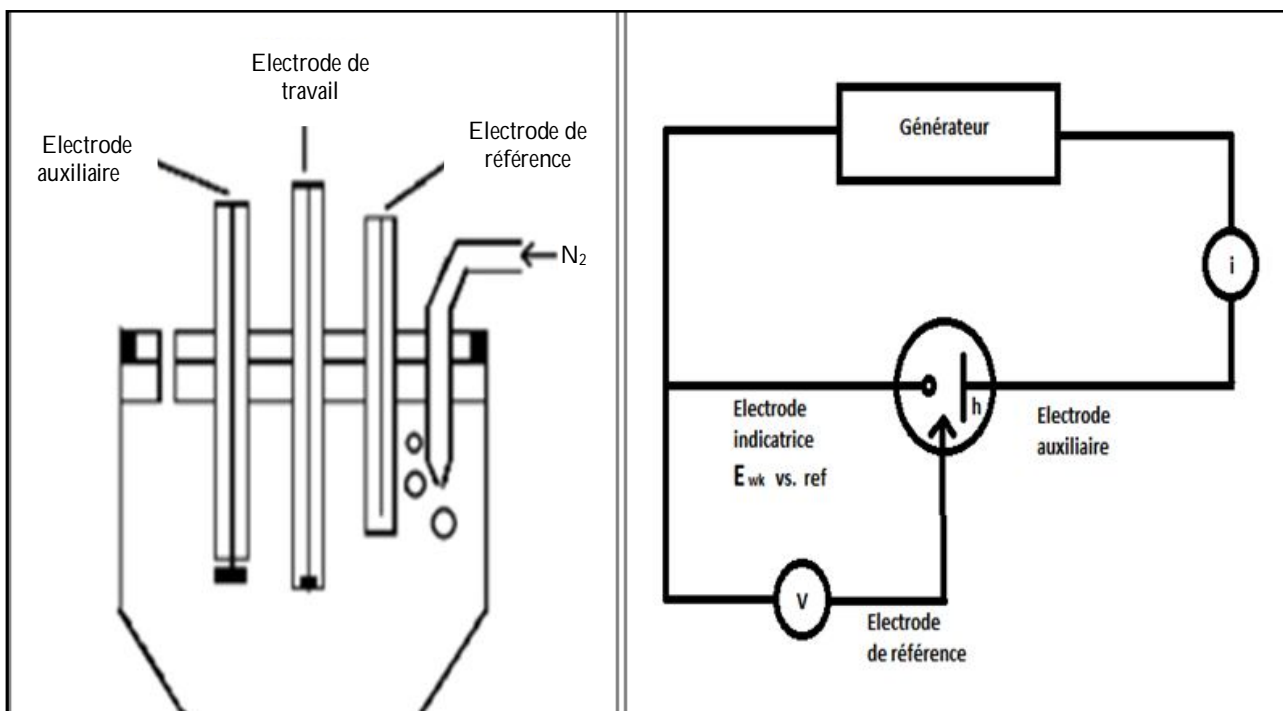 Electrode de
travail
Electrode
auxiliaire
Electrode de
référence
N₂
Générateur
i
h
Electrode
indicatrice
E wk vs. ref
Electrode
auxiliaire
V
Electrode
de référence